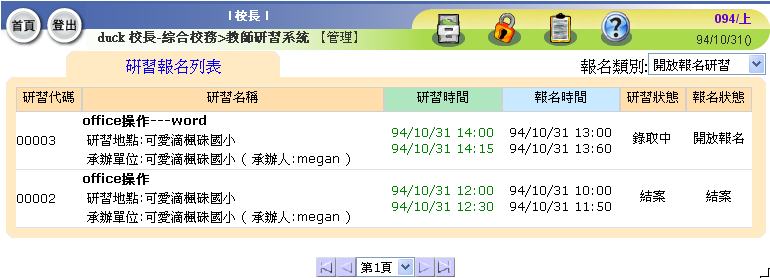 首頁
登出
| 校長 |
094/上
duck 校長-綜合校務>教師研習系統 【管理】
94/10/31()
研習報名列表
報名類別:開放報名研習
研習代碼 研習名稱 研習時間 報名時間 研習狀態 報名狀態
00003
office操作---word
研習地點:可愛滴楓硃國小
承辦單位:可愛滴楓硃國小 ( 承辦人:megan )
94/10/31 14:00
94/10/31 14:15
94/10/31 13:00
94/10/31 13:60
錄取中
開放報名
00002
office操作
研習地點:可愛滴楓硃國小
承辦單位:可愛滴楓硃國小 ( 承辦人:megan )
94/10/31 12:00
94/10/31 12:30
94/10/31 10:00
94/10/31 11:50
結案
結案
第1頁